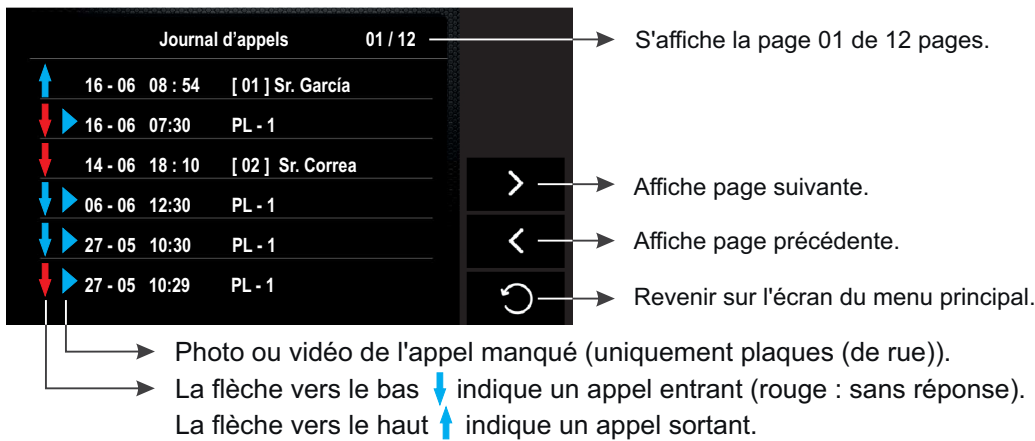 Journal d'appels 01 / 12
S'affiche la page 01 de 12 pages.
16 - 06 08 : 54 [ 01 ] Sr. García
16 - 06 07:30 PL - 1
14 - 06 18 : 10 [ 02 ] Sr. Correa
06 - 06 12:30 PL - 1
27 - 05 10:30 PL - 1
27 - 05 10:29 PL - 1
Affiche page suivante.
Affiche page précédente.
Revenir sur l'écran du menu principal.
Photo ou vidéo de l'appel manqué (uniquement plaques (de rue)).
La flèche vers le bas indique un appel entrant (rouge : sans réponse).
La flèche vers le haut indique un appel sortant.